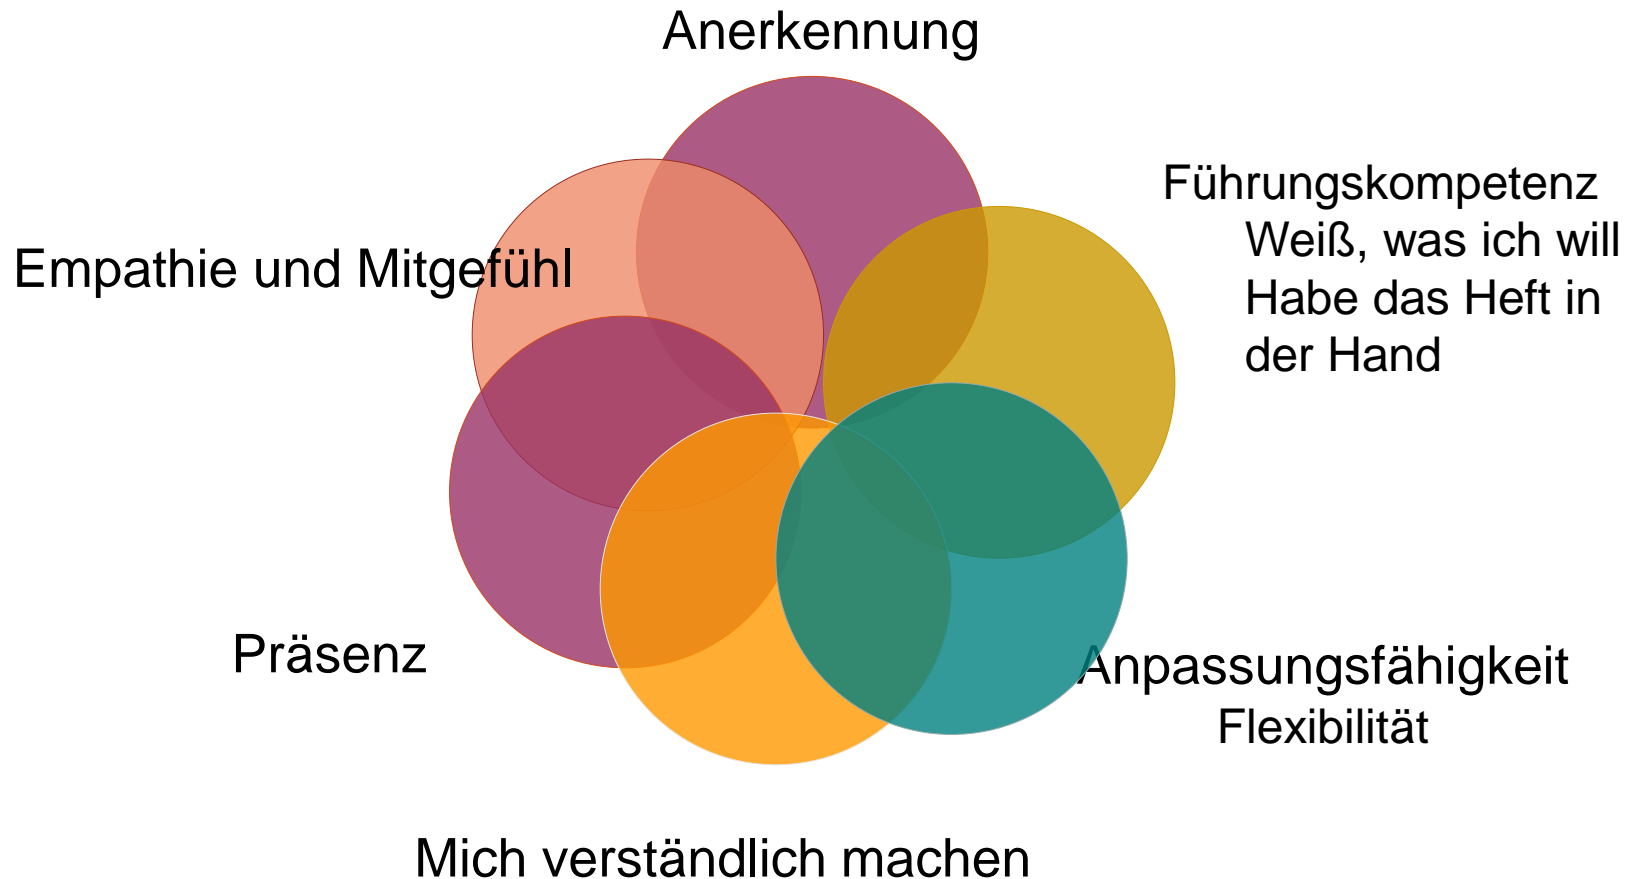 Anerkennung
Führungskompetenz
Weiß, was ich will
Habe das Heft in
der Hand
Empathie und Mitgefühl
Präsenz
Anpassungsfähigkeit
Flexibilität
Mich verständlich machen